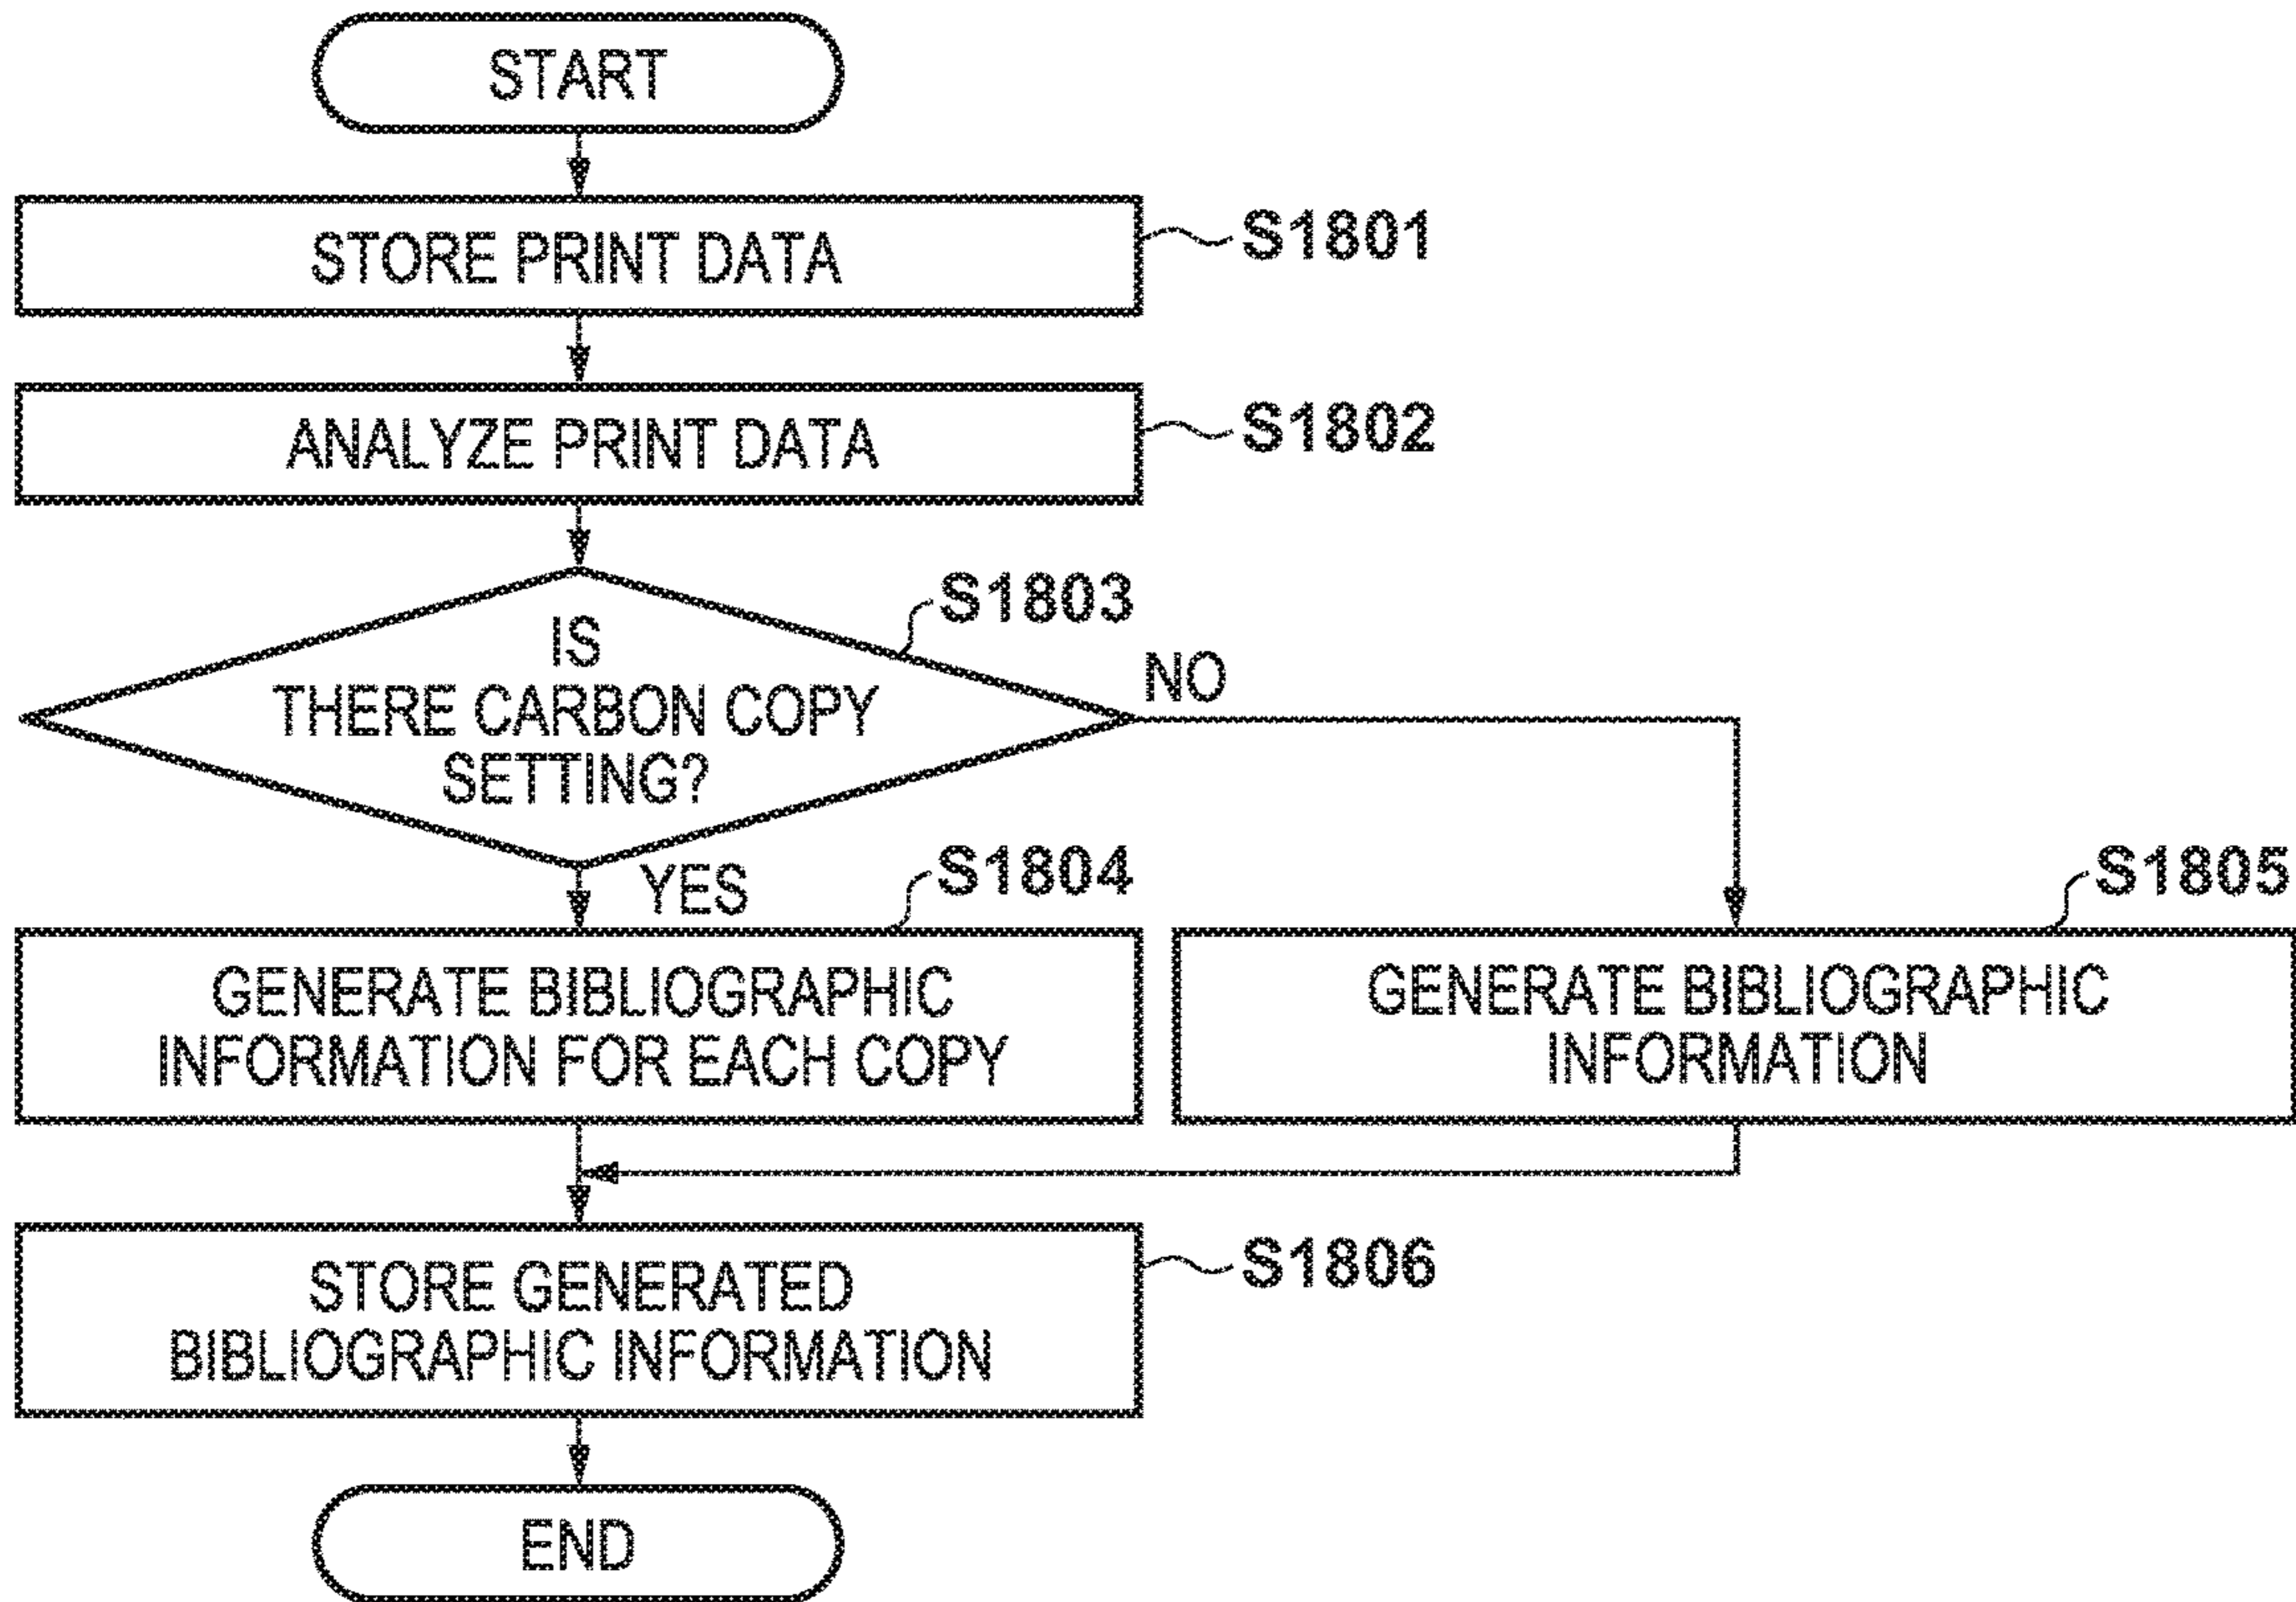 START
STORE PRINT DATA
S1801
ANALYZE PRINT DATA
S1802
IS
THERE CARBON COPY
SETTING?
S1803
NO
YES
S1804
GENERATE BIBLIOGRAPHIC
INFORMATION FOR EACH COPY
S1805
GENERATE BIBLIOGRAPHIC
INFORMATION
STORE GENERATED
BIBLIOGRAPHIC INFORMATION
S1806
END